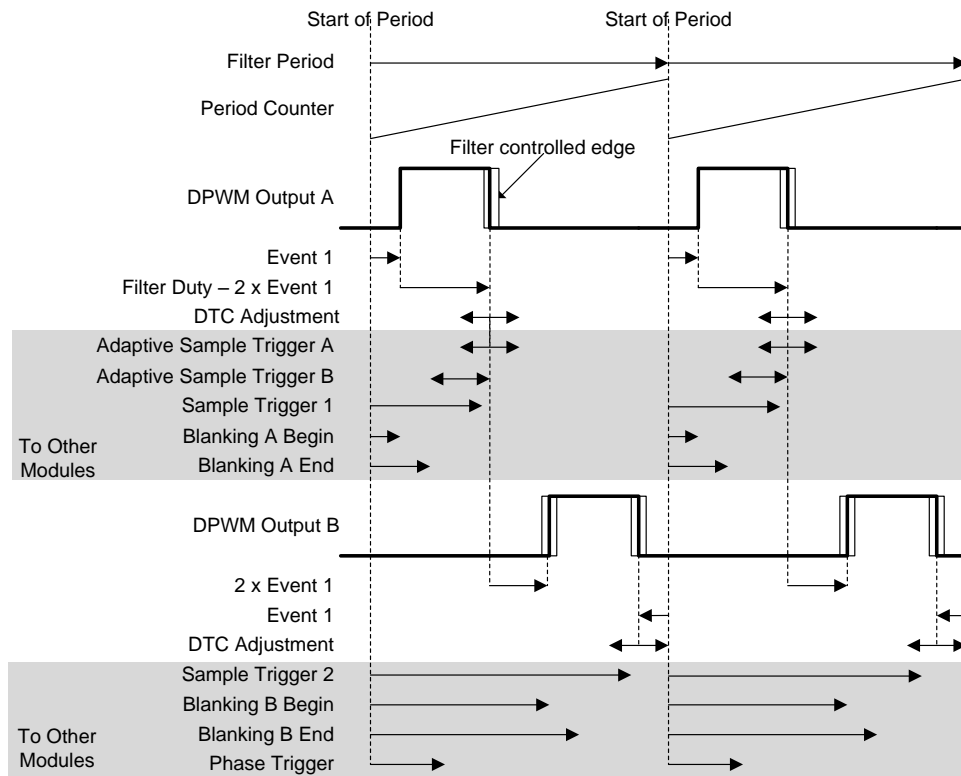 Start of Period
Start of Period
Filter Period
Period Counter
Filter controlled edge
DPWM Output A
Event 1
Filter Duty – 2 x Event 1
DTC Adjustment
Adaptive Sample Trigger A
Adaptive Sample Trigger B
Sample Trigger 1
Blanking A Begin
To Other
Modules
Blanking A End
DPWM Output B
2 x Event 1
Event 1
DTC Adjustment
Sample Trigger 2
Blanking B Begin
Blanking B End
To Other
Modules
Phase Trigger